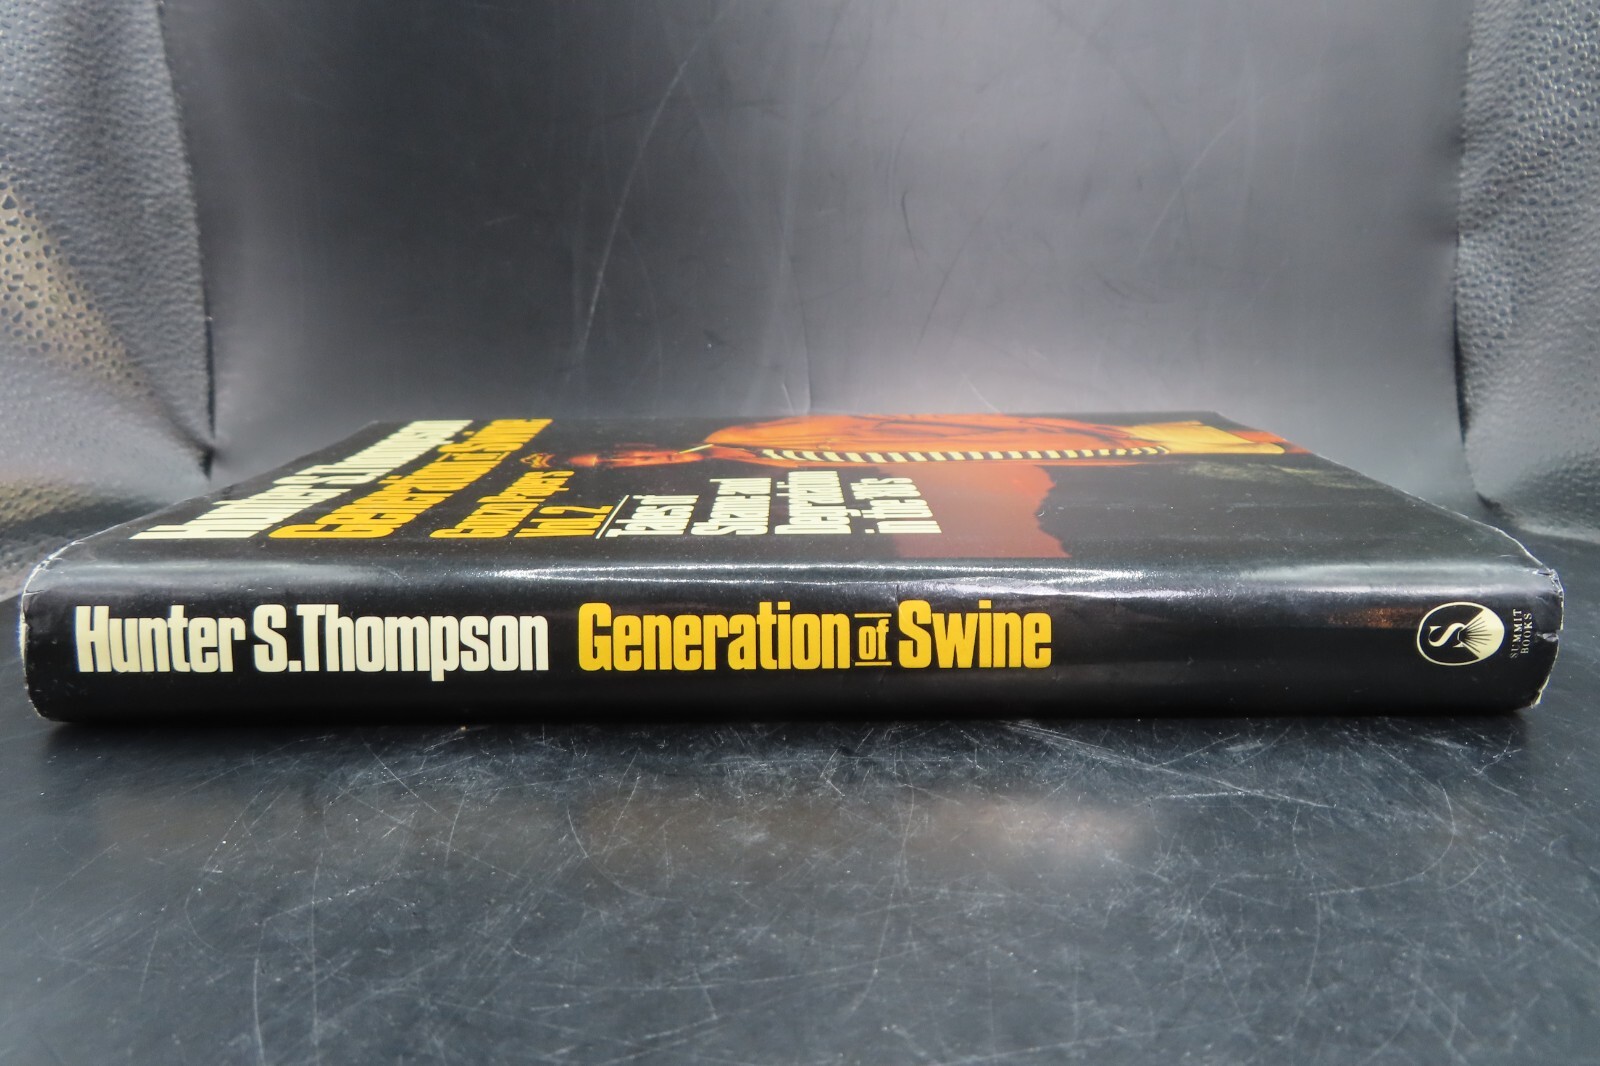 Hunter S. Thompson
Generation of Swine
Gonzo Papers
Vol. 2
Tales of
Shame and
Degradation
in the '80s
Hunter S. Thompson Generation of Swine
S
SUMMIT
BOOKS